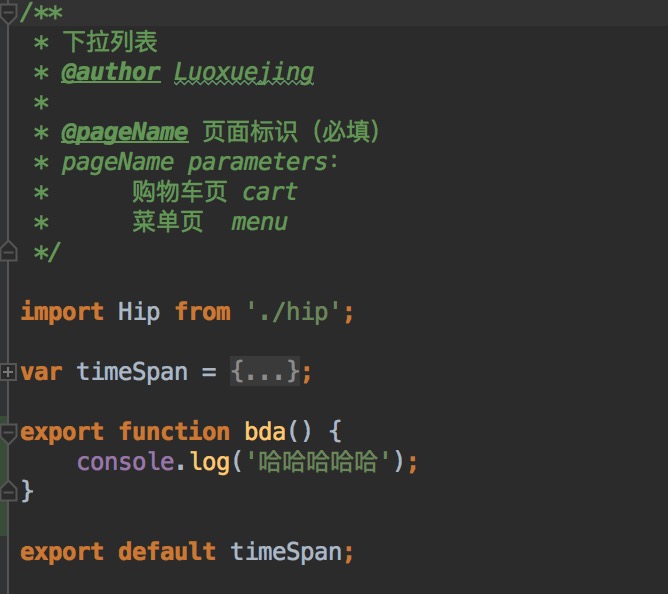 /**
 * 下拉列表
 * @author Luoxuejing
 *
 * @pageName 页面标识（必填）
 * pageName parameters:
 *      购物车页 cart
 *      菜单页  menu
 */
import Hip from './hip';
var timeSpan = {...};
export function bda() {
    console.log('哈哈哈哈哈');
}
export default timeSpan;